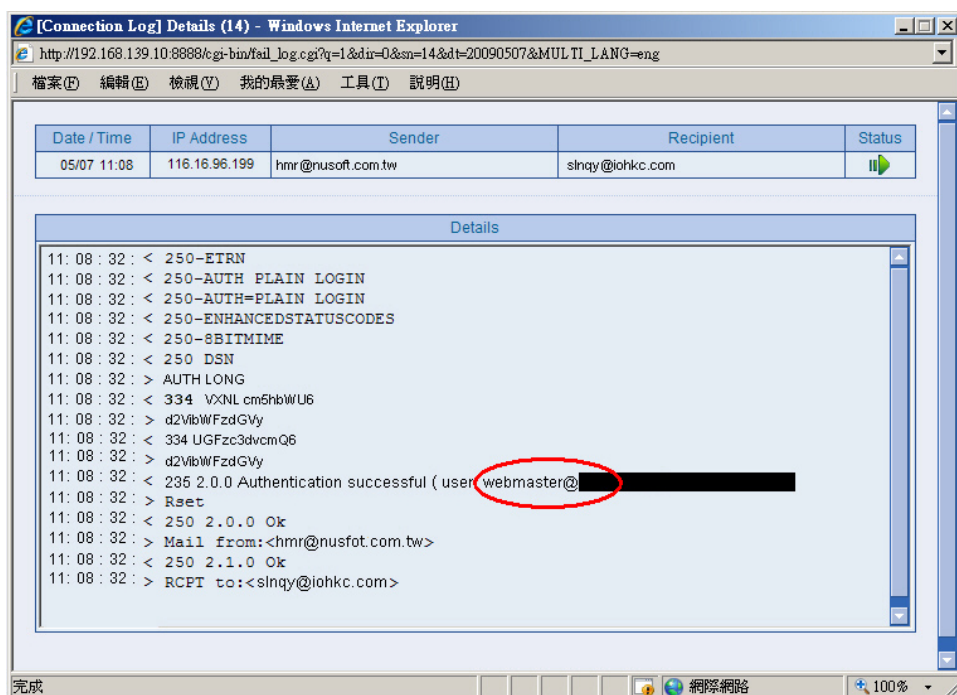 [Connection Log] Details (14) - Windows Internet Explorer
http://192.168.139.10:8888/cgi-bin/fail_log.cgi?q=1&dir=0&sn=14&dt=20090507&MULTI_LANG=eng
檔案(F) 編輯(E) 檢視(V) 我的最愛(A) 工具(T) 說明(H)
Date / Time IP Address Sender Recipient Status
05/07 11:08 116.16.96.199 hmr@nusoft.com.tw slnqy@iohkc.com
Details
11: 08 : 32 : < 250-ETRN
11: 08 : 32 : < 250-AUTH PLAIN LOGIN
11: 08 : 32 : < 250-AUTH=PLAIN LOGIN
11: 08 : 32 : < 250-ENHANCEDSTATUSCODES
11: 08 : 32 : < 250-8BITMIME
11: 08 : 32 : < 250 DSN
11: 08 : 32 : > AUTH LONG
11: 08 : 32 : < 334 VXNL cm5hbWU6
11: 08 : 32 : > d2VibWFzdGVy
11: 08 : 32 : < 334 UGFzc3dvcmQ6
11: 08 : 32 : > d2VibWFzdGVy
11: 08 : 32 : < 235 2.0.0 Authentication successful ( user webmaster@
11: 08 : 32 : > Rset
11: 08 : 32 : < 250 2.0.0 Ok
11: 08 : 32 : > Mail from:<hmr@nusfot.com.tw>
11: 08 : 32 : < 250 2.1.0 Ok
11: 08 : 32 : > RCPT to:<slnqy@iohkc.com>
完成 網際網路 100%